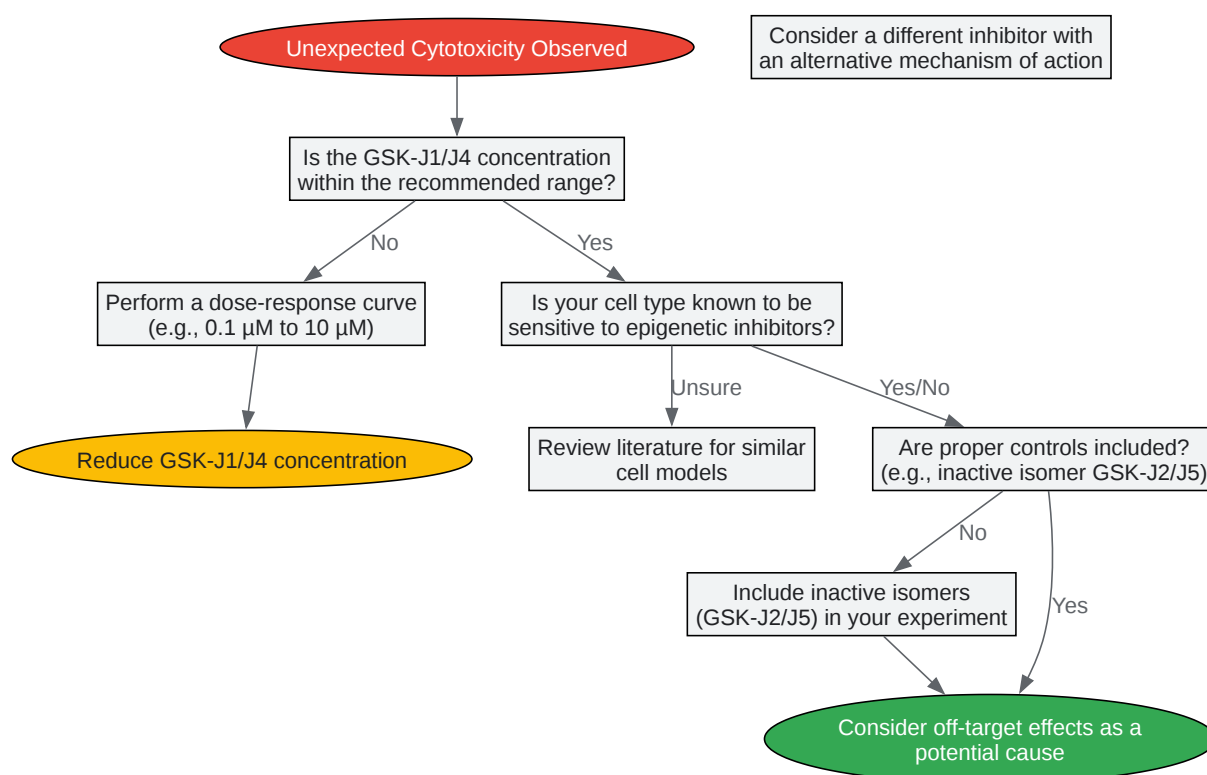 Unexpected Cytotoxicity Observed
Consider a different inhibitor with
an alternative mechanism of action
Is the GSK-J1/J4 concentration
within the recommended range?
No
Yes
Perform a dose-response curve
(e.g., 0.1 µM to 10 µM)
Is your cell type known to be
sensitive to epigenetic inhibitors?
Unsure
Yes/No
Reduce GSK-J1/J4 concentration
Review literature for similar
cell models
Are proper controls included?
(e.g., inactive isomer GSK-J2/J5)
No
Yes
Include inactive isomers
(GSK-J2/J5) in your experiment
Consider off-target effects as a
potential cause